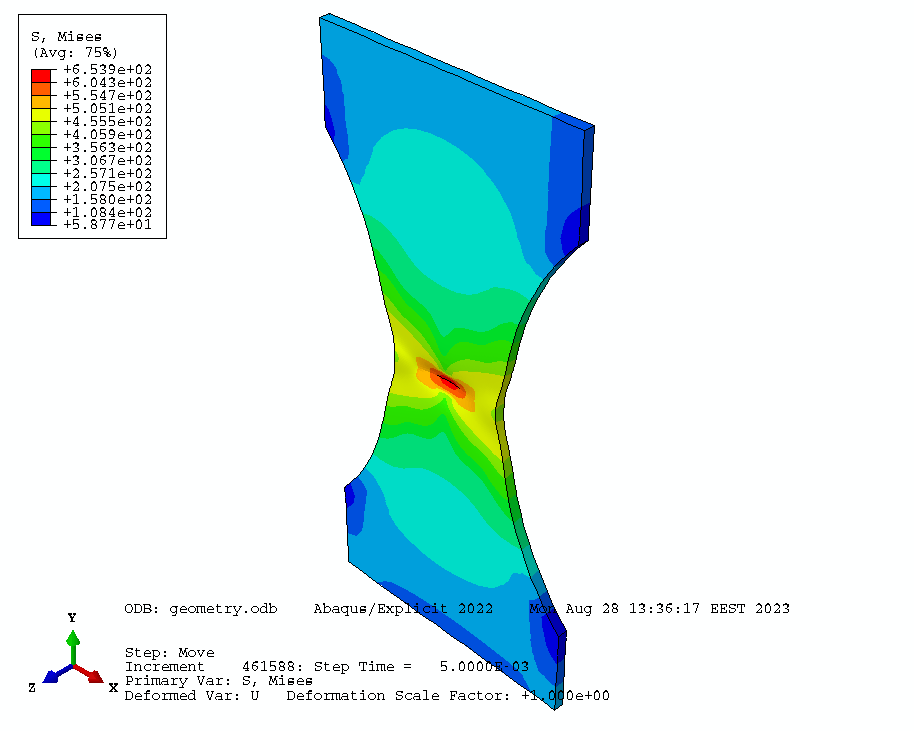 S, Mises
(Avg: 75%)
+6.539e+02
+6.043e+02
+5.547e+02
+5.051e+02
+4.555e+02
+4.059e+02
+3.563e+02
+3.067e+02
+2.571e+02
+2.075e+02
+1.580e+02
+1.084e+02
+5.877e+01
ODB: geometry.odb    Abaqus/Explicit 2022    Mon Aug 28 13:36:17 EEST 2023
Y
Z
X
Step: Move
Increment    461588: Step Time =    5.0000E-03
Primary Var: S, Mises
Deformed Var: U   Deformation Scale Factor: +1.000e+00